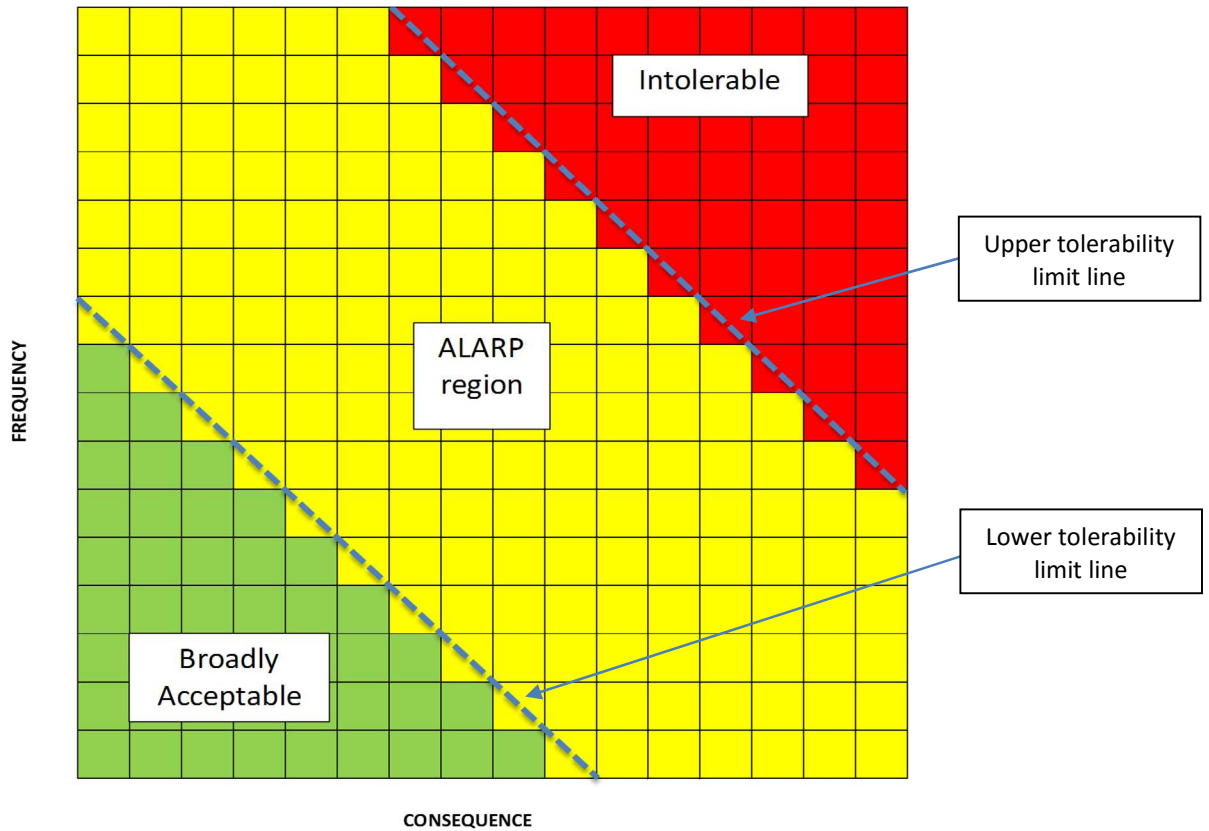 Intolerable
Upper tolerability
limit line
ALARP
region
FREQUENCY
Lower tolerability
limit line
Broadly
Acceptable
CONSEQUENCE